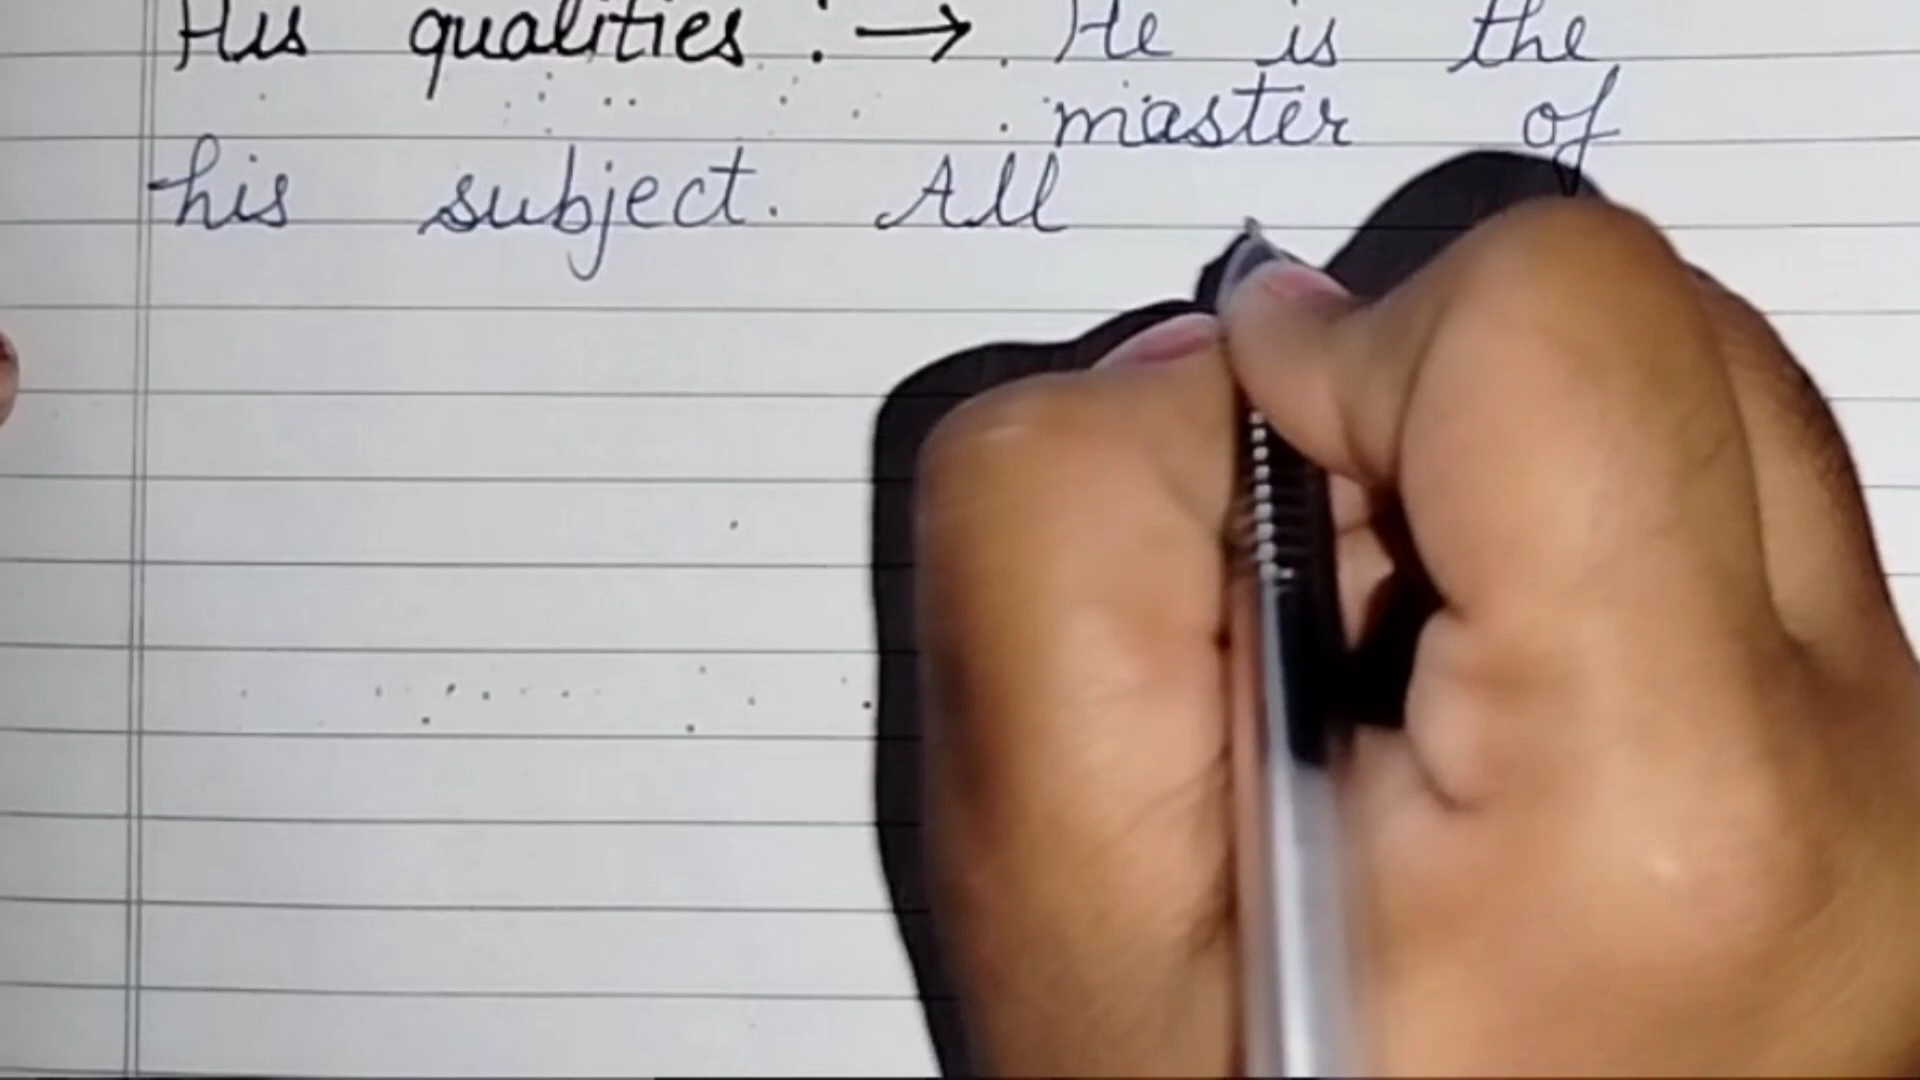 His qualities :→ He is the
master of
his subject. All